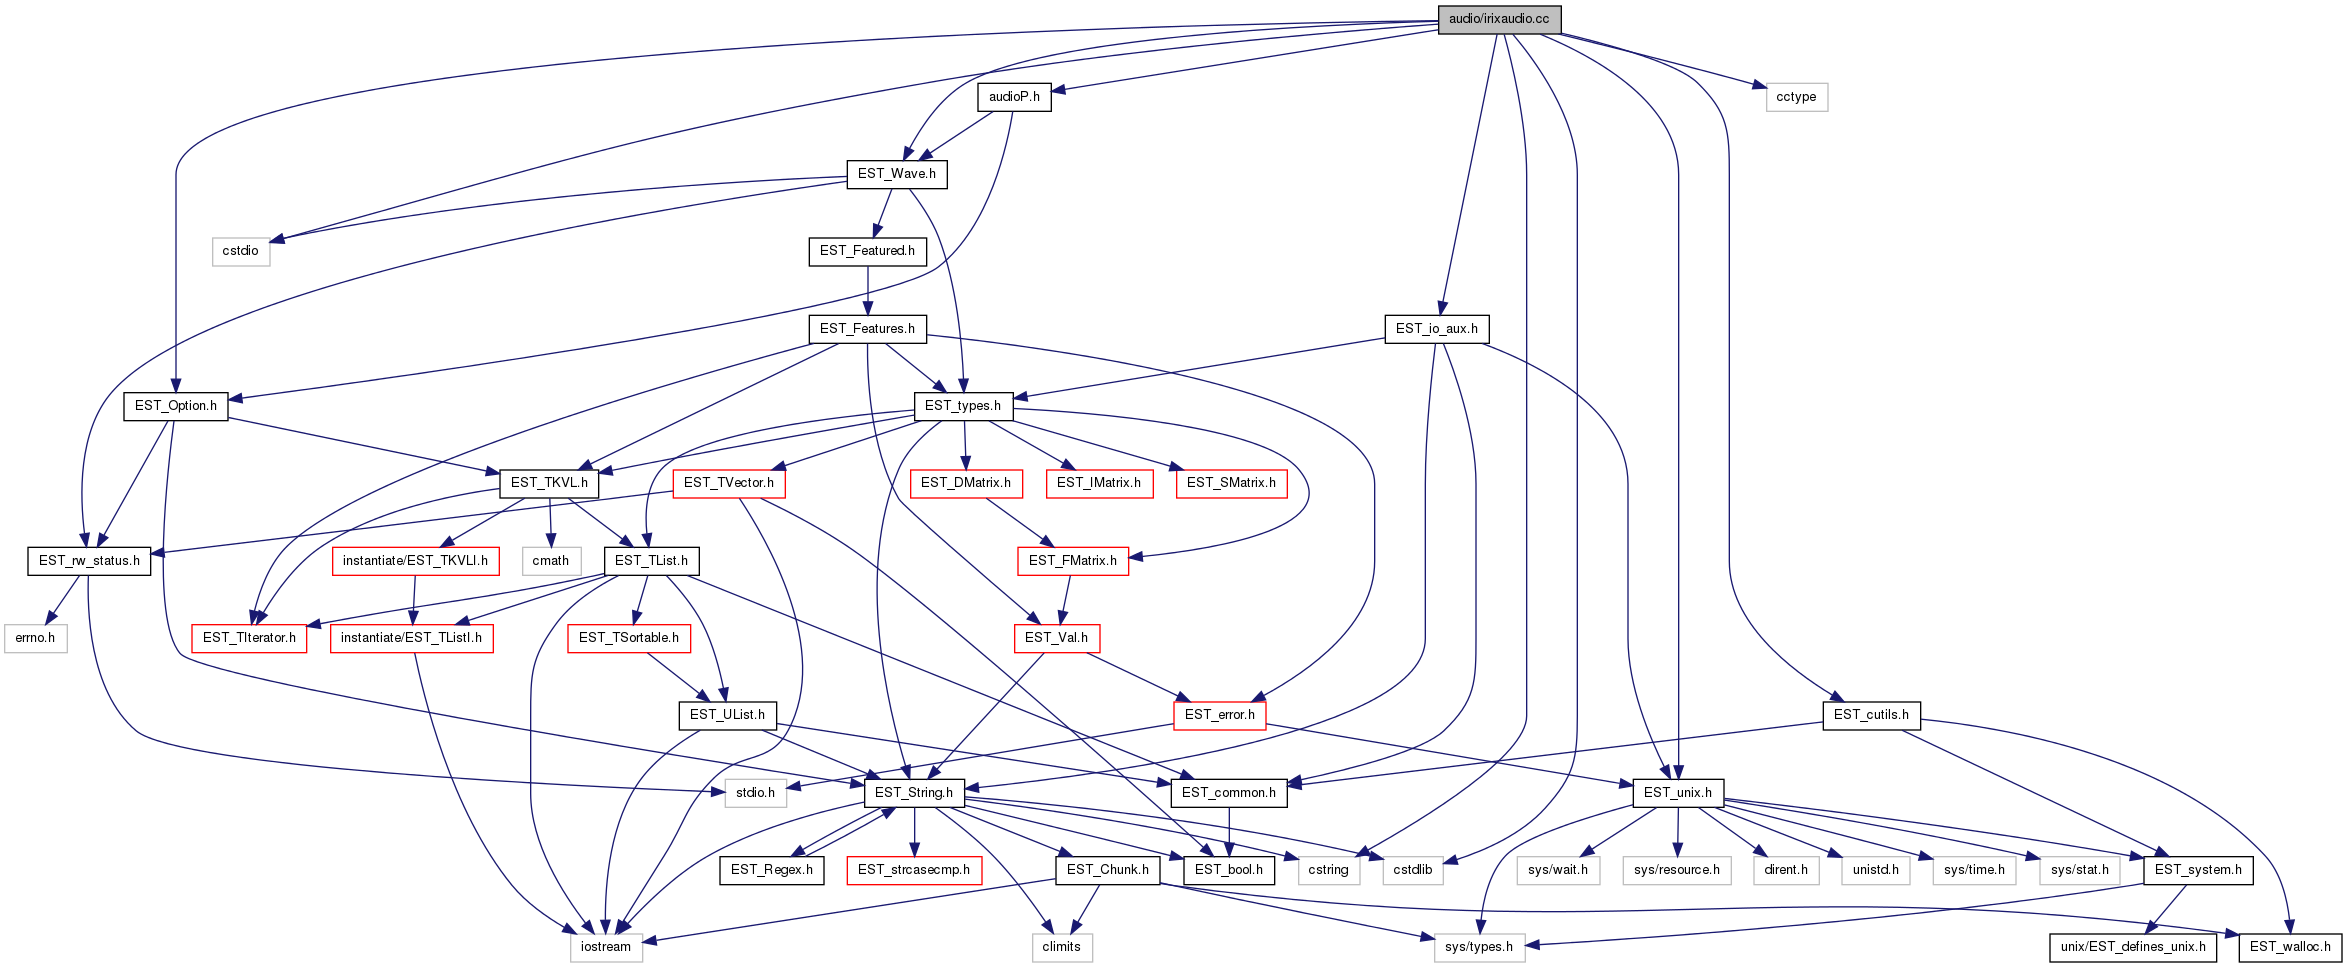 audio/irixaudio.cc
audioP.h
cctype
EST_Wave.h
cstdio
EST_Featured.h
EST_Features.h
EST_io_aux.h
EST_Option.h
EST_types.h
EST_TKVL.h
EST_TVector.h
EST_DMatrix.h
EST_IMatrix.h
EST_SMatrix.h
EST_rw_status.h
instantiate/EST_TKVLI.h
cmath
EST_TList.h
EST_FMatrix.h
errno.h
EST_TIterator.h
instantiate/EST_TListI.h
EST_TSortable.h
EST_Val.h
EST_UList.h
EST_error.h
EST_cutils.h
stdio.h
EST_String.h
EST_common.h
EST_unix.h
EST_Regex.h
EST_strcasecmp.h
EST_Chunk.h
EST_bool.h
cstring
cstdlib
sys/wait.h
sys/resource.h
dirent.h
unistd.h
sys/time.h
sys/stat.h
EST_system.h
iostream
climits
sys/types.h
unix/EST_defines_unix.h
EST_walloc.h